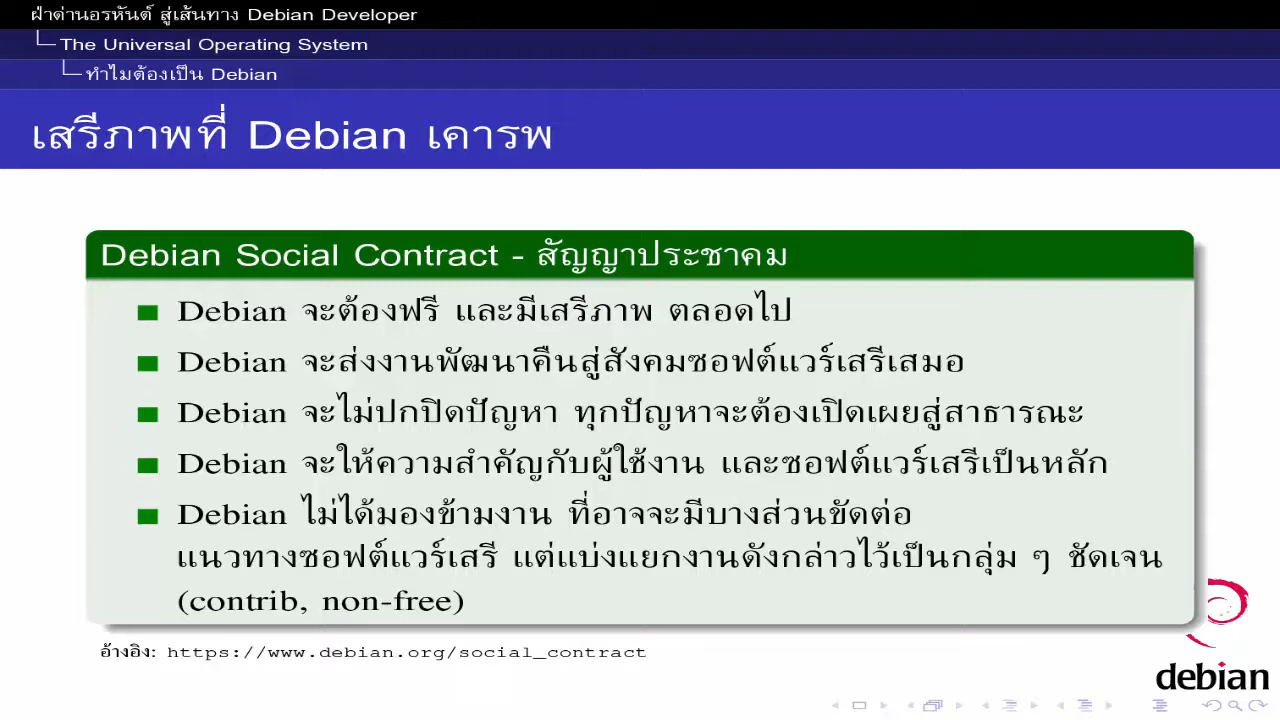 ฝ่าด่านอรหันต์ สู่เส้นทาง Debian Developer
The Universal Operating System
ทำไมต้องเป็น Debian
เสรีภาพที่ Debian เคารพ
Debian Social Contract - สัญญาประชาคม
Debian จะต้องฟรี และมีเสรีภาพ ตลอดไป
Debian จะส่งงานพัฒนาคืนสู่สังคมซอฟต์แวร์เสรีเสมอ
Debian จะไม่ปกปิดปัญหา ทุกปัญหาจะต้องเปิดเผยสู่สาธารณะ
Debian จะให้ความสำคัญกับผู้ใช้งาน และซอฟต์แวร์เสรีเป็นหลัก
Debian ไม่ได้มองข้ามงาน ที่อาจจะมีบางส่วนขัดต่อ
แนวทางซอฟต์แวร์เสรี แต่แบ่งแยกงานดังกล่าวไว้เป็นกลุ่ม ๆ ชัดเจน
(contrib, non-free)
อ้างอิง: https://www.debian.org/social_contract
debian